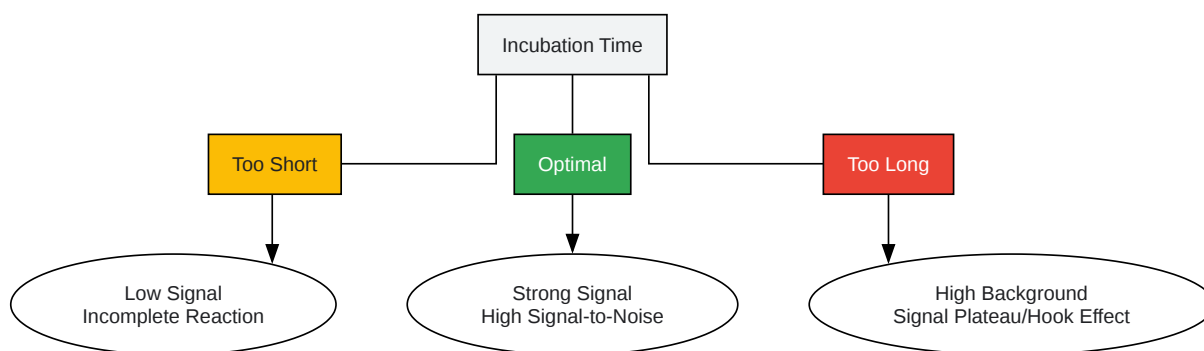 Incubation Time
Too Short
Optimal
Too Long
Low Signal
Incomplete Reaction
Strong Signal
High Signal-to-Noise
High Background
Signal Plateau/Hook Effect